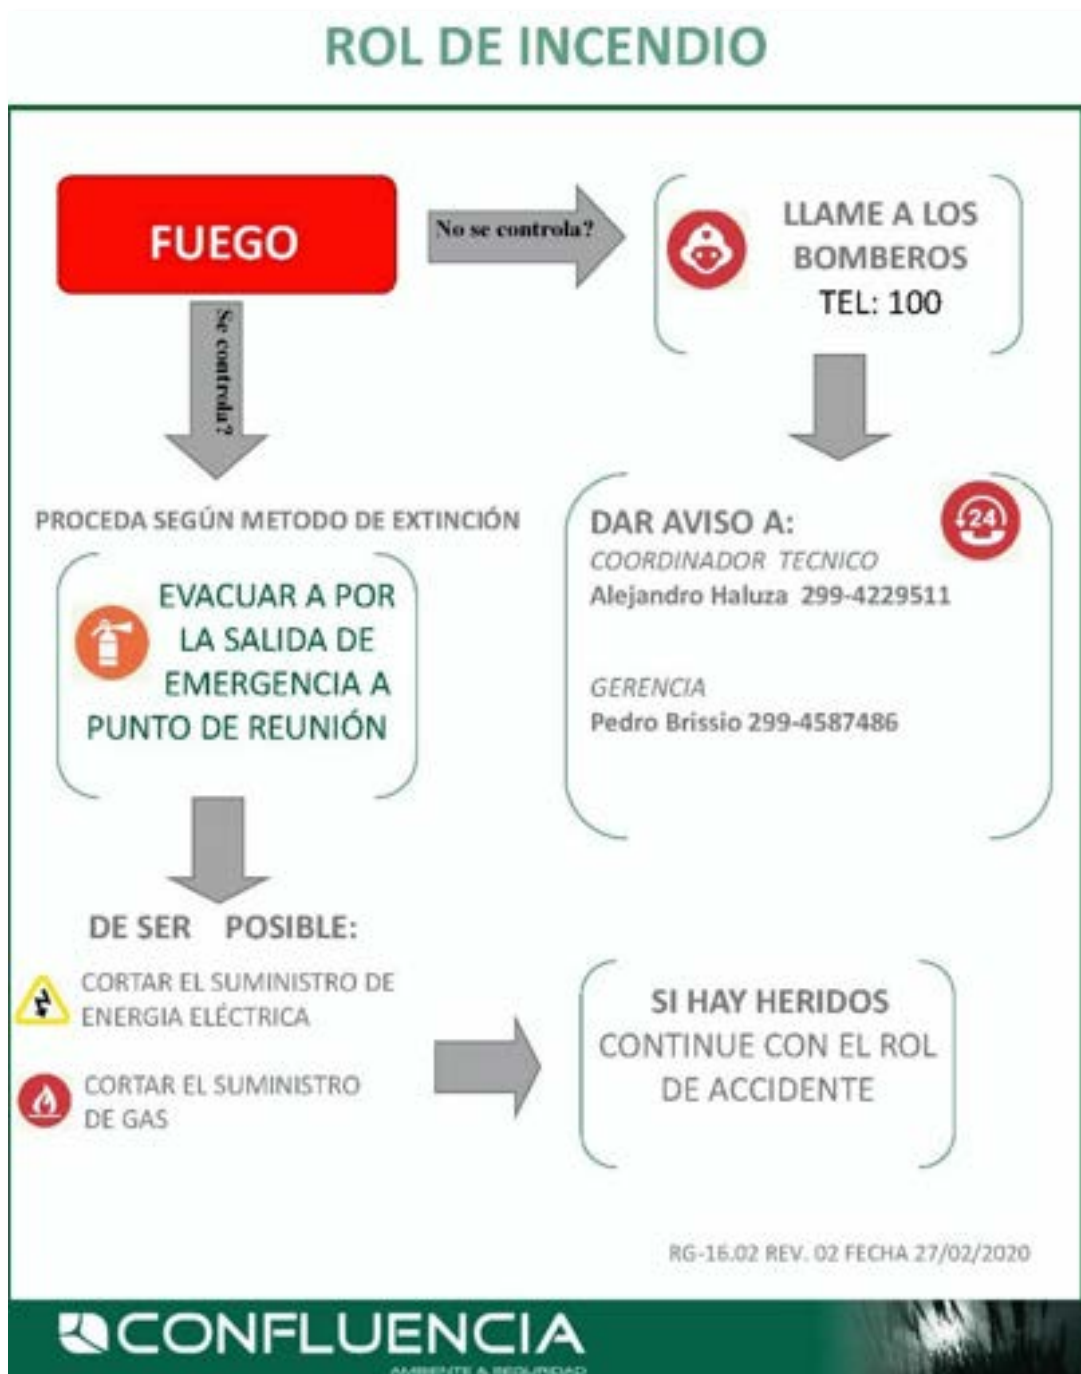 ROL DE INCENDIO
FUEGO
No se controla?
LLAME A LOS
BOMBEROS
TEL: 100
Se controla?
PROCEDA SEGÚN METODO DE EXTINCIÓN
EVACUAR A POR
LA SALIDA DE
EMERGENCIA A
PUNTO DE REUNIÓN
DAR AVISO A:
24
COORDINADOR TECNICO
Alejandro Haluza 299-4229511
GERENCIA
Pedro Brissio 299-4587486
DE SER POSIBLE:
CORTAR EL SUMINISTRO DE
ENERGIA ELÉCTRICA
CORTAR EL SUMINISTRO
DE GAS
SI HAY HERIDOS
CONTINUE CON EL ROL
DE ACCIDENTE
RG-16.02 REV. 02 FECHA 27/02/2020
CONFLUENCIA
AMBIENTE & SEGURIDAD